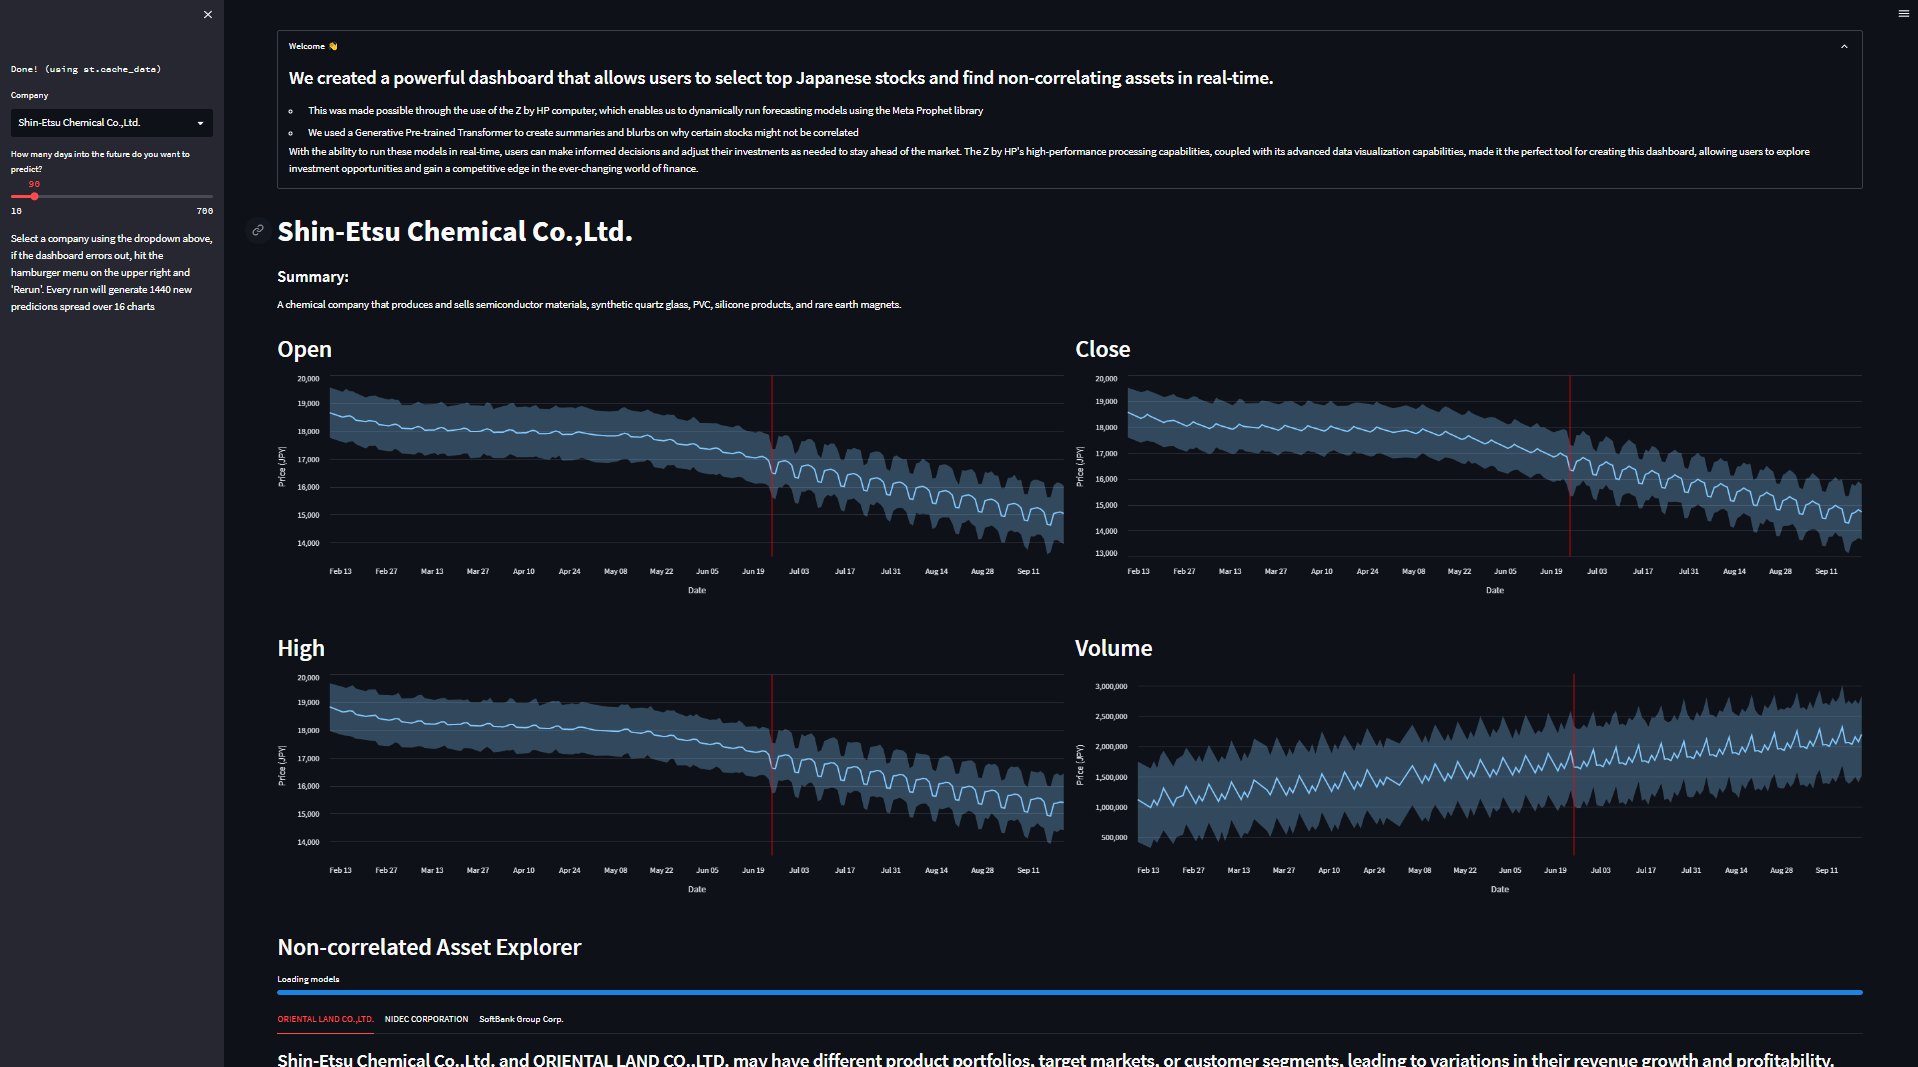 Done! (using st.cache_data)
Company
Shin-Etsu Chemical Co.,Ltd.
How many days into the future do you want to
predict?
90
10 700
Select a company using the dropdown above,
if the dashboard errors out, hit the
hamburger menu on the upper right and
'Rerun'. Every run will generate 1440 new
predicions spread over 16 charts
Welcome 👋
We created a powerful dashboard that allows users to select top Japanese stocks and find non-correlating assets in real-time.
This was made possible through the use of the Z by HP computer, which enables us to dynamically run forecasting models using the Meta Prophet library
We used a Generative Pre-trained Transformer to create summaries and blurbs on why certain stocks might not be correlated
With the ability to run these models in real-time, users can make informed decisions and adjust their investments as needed to stay ahead of the market. The Z by HP's high-performance processing capabilities, coupled with its advanced data visualization capabilities, made it the perfect tool for creating this dashboard, allowing users to explore
investment opportunities and gain a competitive edge in the ever-changing world of finance.
Shin-Etsu Chemical Co.,Ltd.
Summary:
A chemical company that produces and sells semiconductor materials, synthetic quartz glass, PVC, silicone products, and rare earth magnets.
Open
20,000
19,000
18,000
17,000
16,000
15,000
14,000
Price (JPY)
Feb 13 Feb 27 Mar 13 Mar 27 Apr 10 Apr 24 May 08 May 22 Jun 05 Jun 19 Jul 03 Jul 17 Jul 31 Aug 14 Aug 28 Sep 11
Date
Close
20,000
19,000
18,000
17,000
16,000
15,000
14,000
13,000
Price (JPY)
Feb 13 Feb 27 Mar 13 Mar 27 Apr 10 Apr 24 May 08 May 22 Jun 05 Jun 19 Jul 03 Jul 17 Jul 31 Aug 14 Aug 28 Sep 11
Date
High
20,000
19,000
18,000
17,000
16,000
15,000
14,000
Price (JPY)
Feb 13 Feb 27 Mar 13 Mar 27 Apr 10 Apr 24 May 08 May 22 Jun 05 Jun 19 Jul 03 Jul 17 Jul 31 Aug 14 Aug 28 Sep 11
Date
Volume
3,000,000
2,500,000
2,000,000
1,500,000
1,000,000
500,000
Price (JPY)
Feb 13 Feb 27 Mar 13 Mar 27 Apr 10 Apr 24 May 08 May 22 Jun 05 Jun 19 Jul 03 Jul 17 Jul 31 Aug 14 Aug 28 Sep 11
Date
Non-correlated Asset Explorer
Loading models
ORIENTAL LAND CO.,LTD. NIDEC CORPORATION SoftBank Group Corp.
Shin-Etsu Chemical Co.,Ltd. and ORIENTAL LAND CO.,LTD. may have different product portfolios, target markets, or customer segments, leading to variations in their revenue growth and profitability.